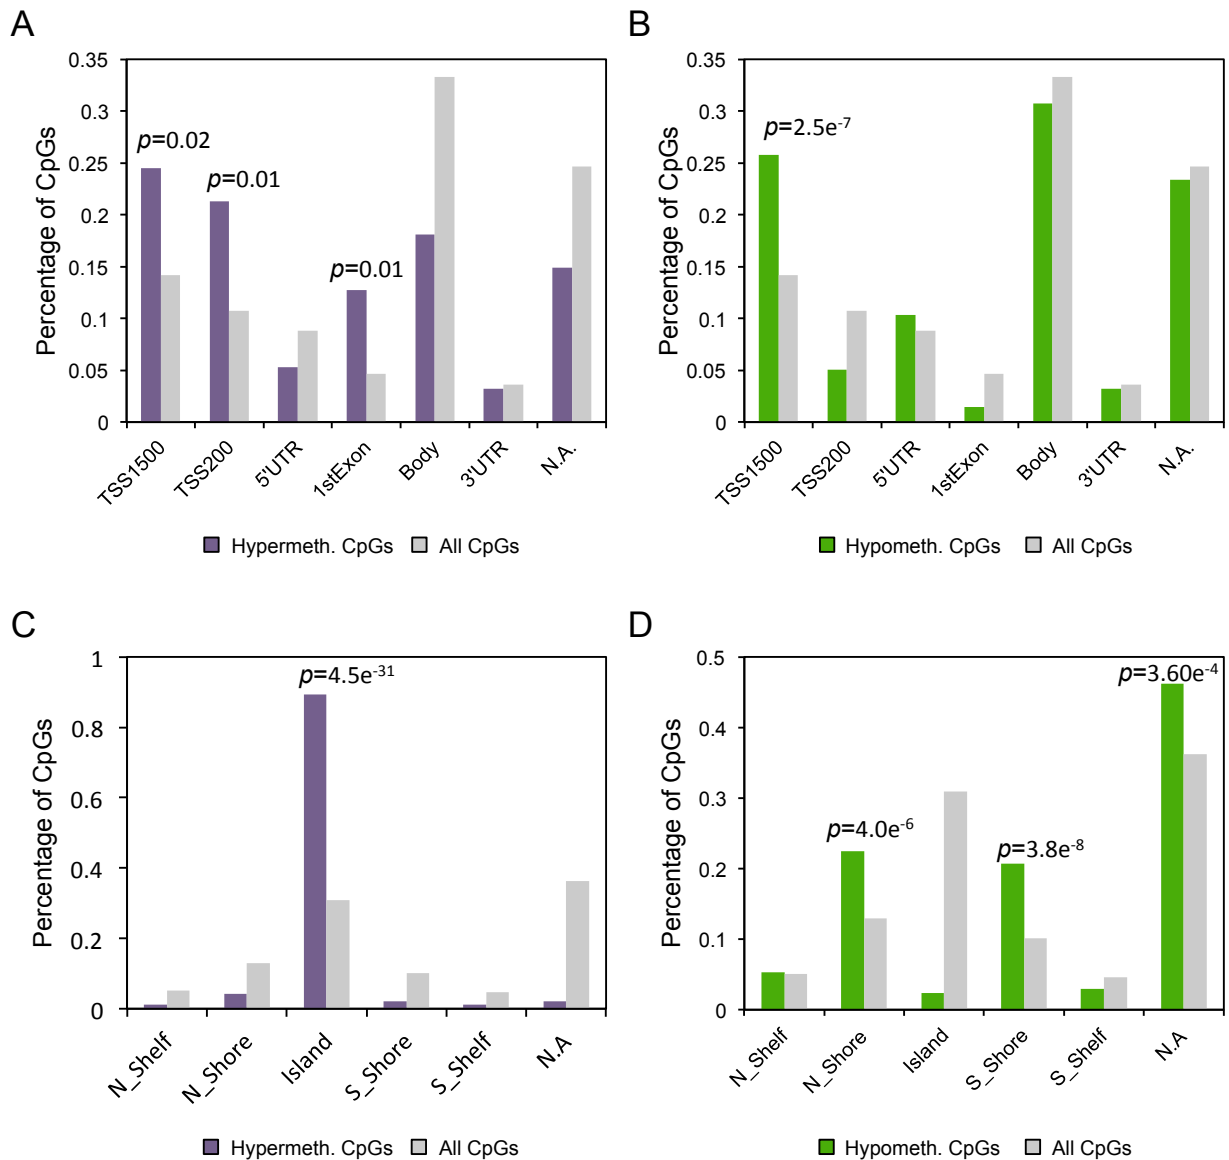 A
Percentage of CpGs
0.35
0.3
0.25
0.2
0.15
0.1
0.05
0
p=0.02
p=0.01
p=0.01
TSS1500
TSS200
5'UTR
1stExon
Body
3'UTR
N.A.
Hypermeth. CpGs
All CpGs
B
Percentage of CpGs
0.35
0.3
0.25
0.2
0.15
0.1
0.05
0
p=2.5e-7
TSS1500
TSS200
5'UTR
1stExon
Body
3'UTR
N.A.
Hypometh. CpGs
All CpGs
C
Percentage of CpGs
1
0.8
0.6
0.4
0.2
0
p=4.5e-31
N_Shelf
N_Shore
Island
S_Shore
S_Shelf
N.A
Hypermeth. CpGs
All CpGs
D
Percentage of CpGs
0.5
0.4
0.3
0.2
0.1
0
p=4.0e-6
p=3.8e-8
p=3.60e-4
N_Shelf
N_Shore
Island
S_Shore
S_Shelf
N.A
Hypometh. CpGs
All CpGs